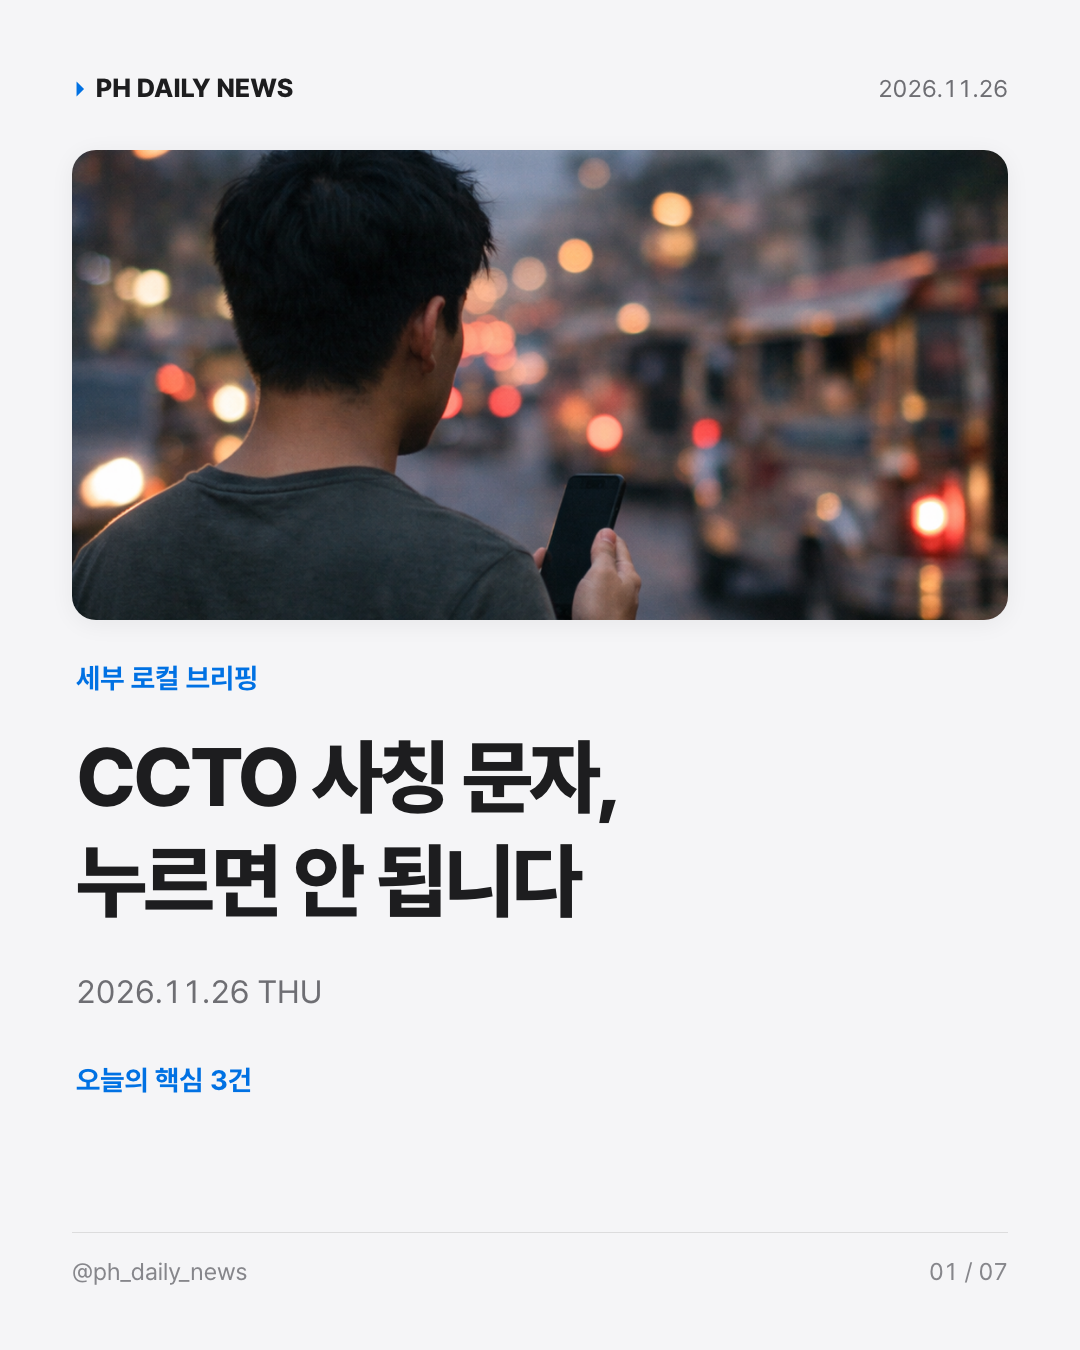 PH DAILY NEWS
2026.11.26
세부 로컬 브리핑
CCTO 사칭 문자,
누르면 안 됩니다
2026.11.26 THU
오늘의 핵심 3건
@ph_daily_news
01 / 07